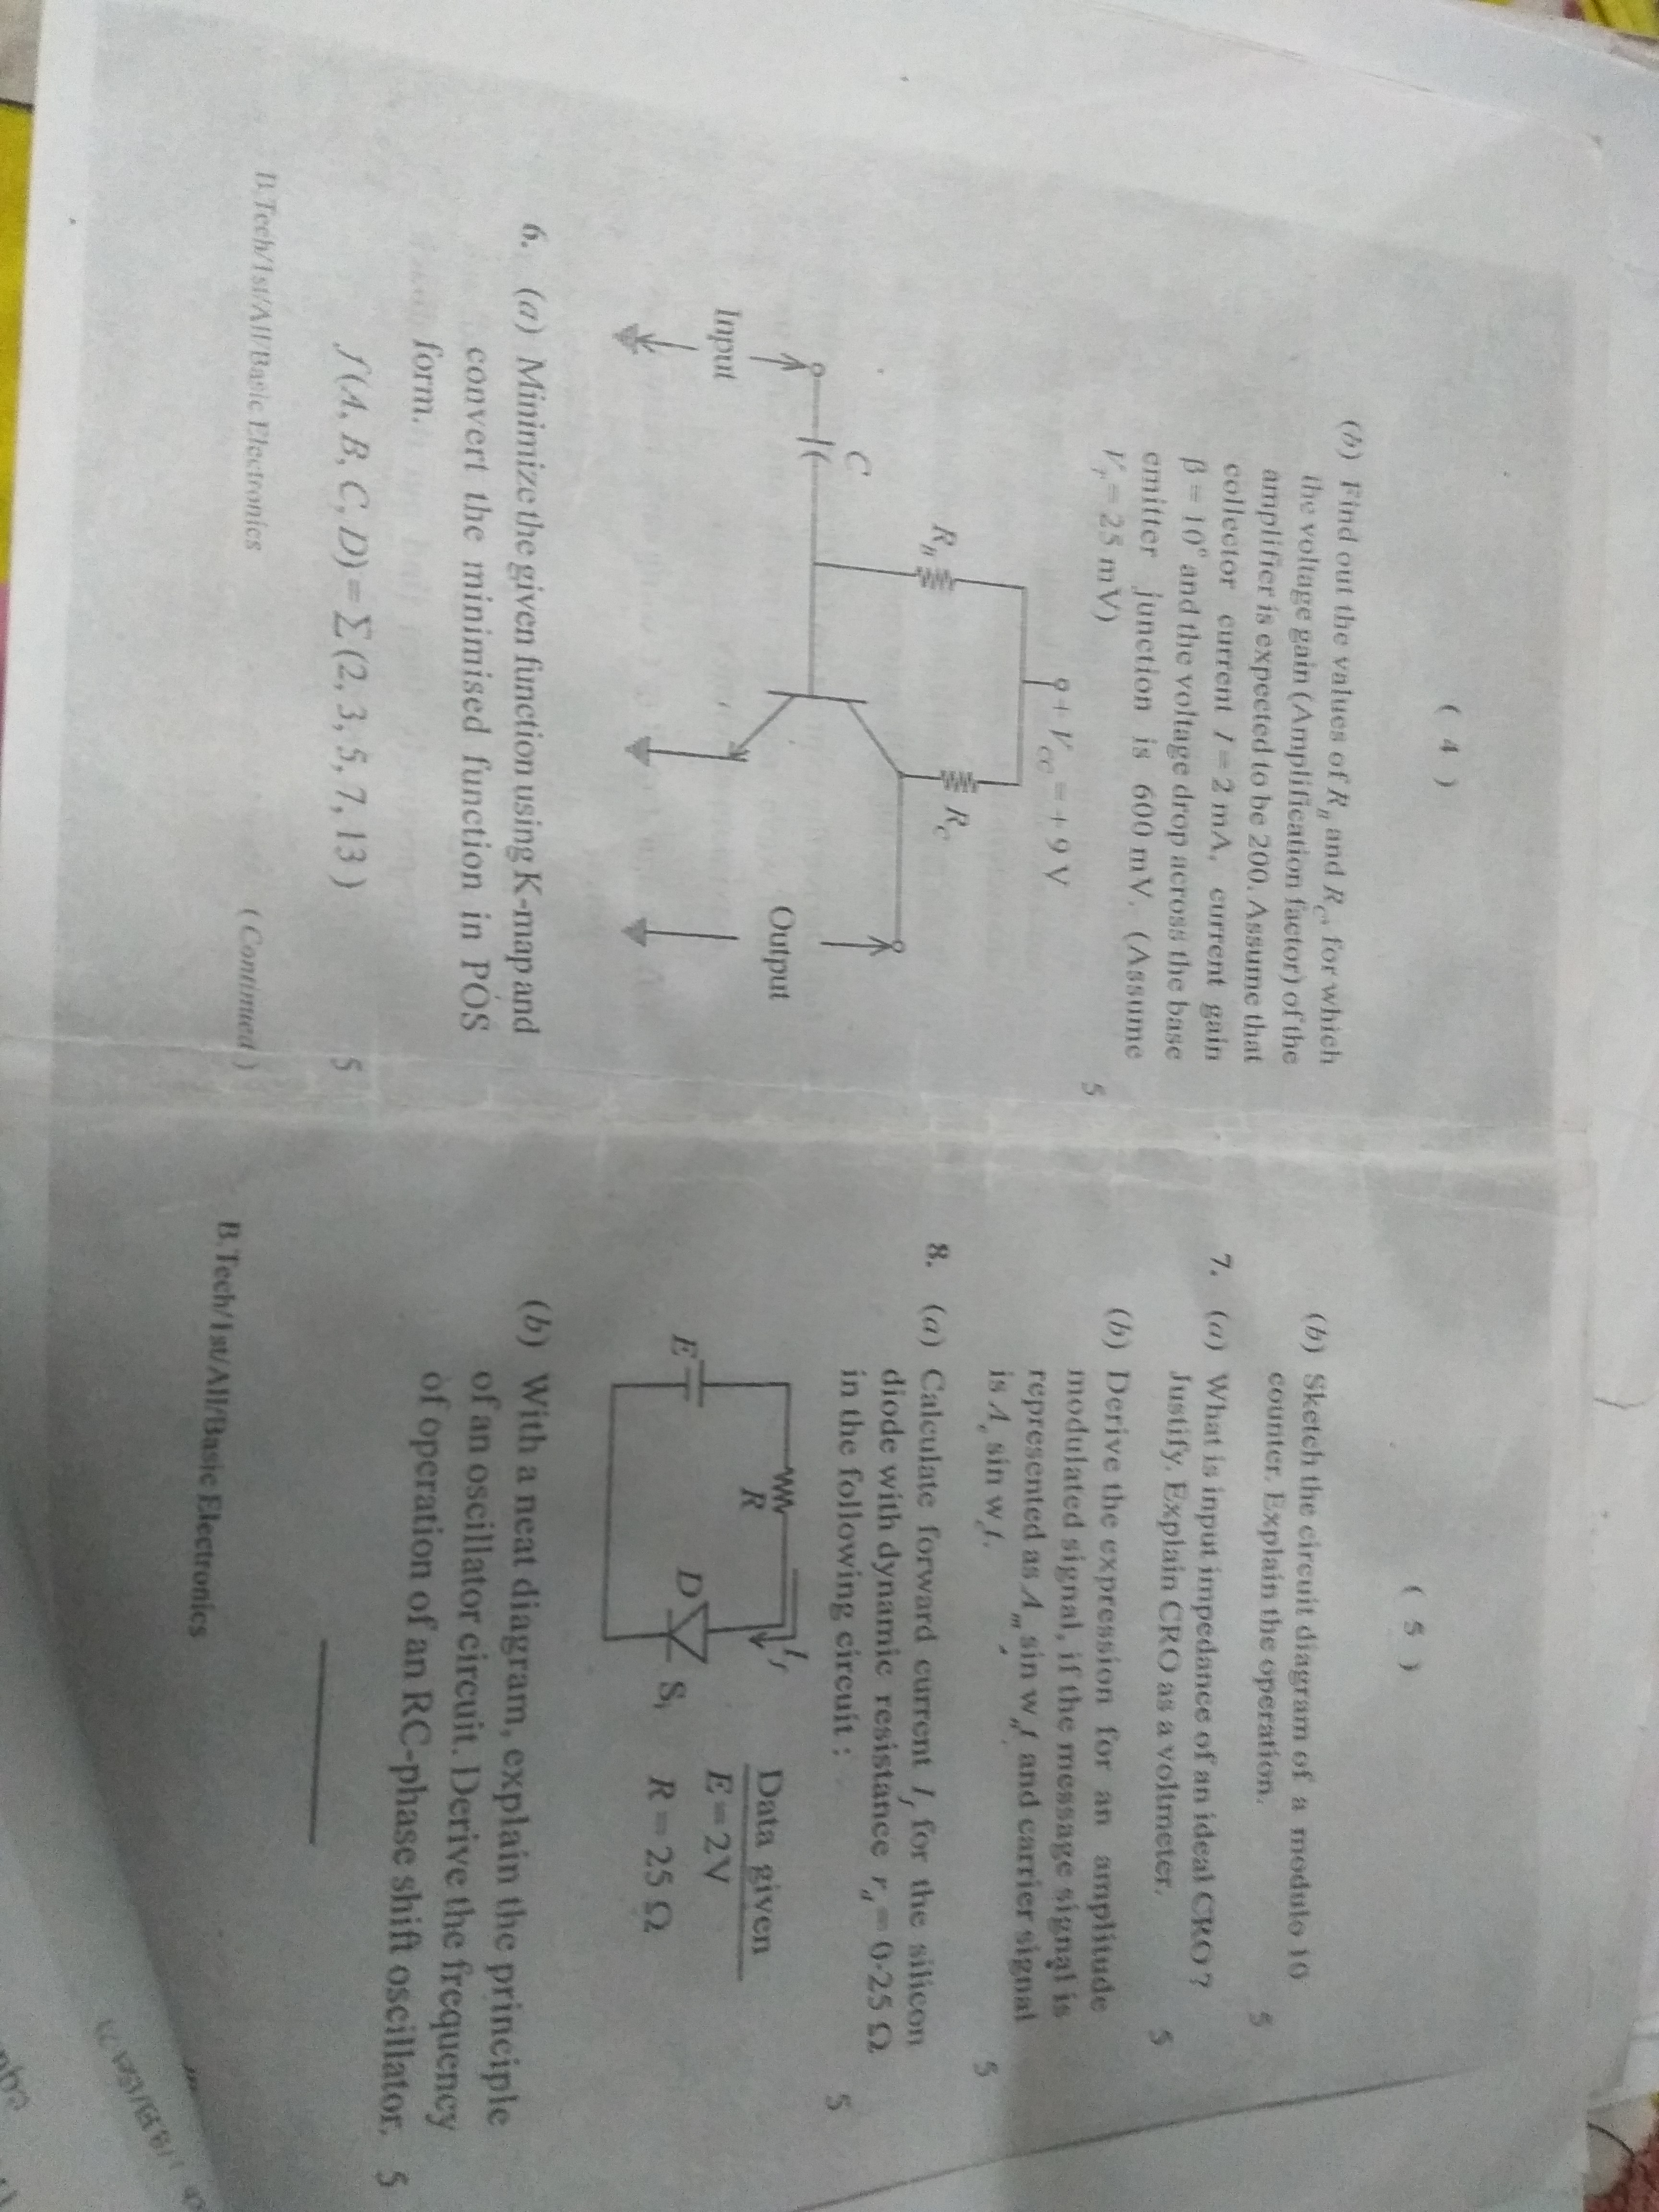 ( 4 )
(b) Find out the values of R_B and R_C, for which
the voltage gain (Amplification factor) of the
amplifier is expected to be 200. Assume that
collector current I = 2 mA, current gain
β = 10⁰ and the voltage drop across the base
emitter junction is 600 mV. (Assume
V_T = 25 mV) 5
+ V_CC = + 9 V
R_B
R_C
C
Input
Output
6. (a) Minimize the given function using K-map and
convert the minimised function in POS
form.
f(A, B, C, D) = Σ(2, 3, 5, 7, 13) 5
B.Tech/1st/All/Basic Electronics (Continued)
( 5 )
(b) Sketch the circuit diagram of a modulo 10
counter. Explain the operation. 5
7. (a) What is input impedance of an ideal CRO?
Justify. Explain CRO as a voltmeter. 5
(b) Derive the expression for an amplitude
modulated signal, if the message signal is
represented as A_m sin w_m t and carrier signal
is A_c sin w_c t. 5
8. (a) Calculate forward current I_f for the silicon
diode with dynamic resistance r_d = 0·25 Ω
in the following circuit : 5
R
I_f
E
D
S_i
Data given
E = 2V
R = 25 Ω
(b) With a neat diagram, explain the principle
of an oscillator circuit. Derive the frequency
of operation of an RC-phase shift oscillator. 5
B.Tech/1st/All/Basic Electronics